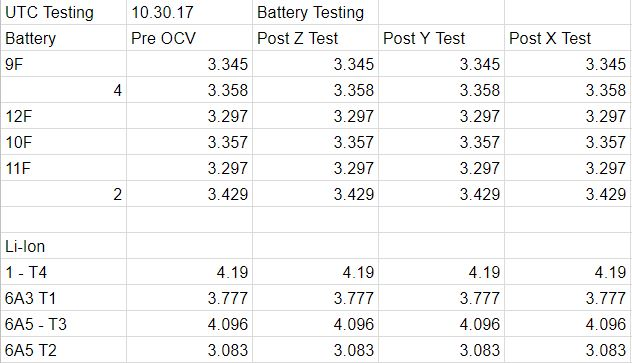 UTC Testing 10.30.17 Battery Testing
Battery Pre OCV Post Z Test Post Y Test Post X Test
9F 3.345 3.345 3.345 3.345
4 3.358 3.358 3.358 3.358
12F 3.297 3.297 3.297 3.297
10F 3.357 3.357 3.357 3.357
11F 3.297 3.297 3.297 3.297
2 3.429 3.429 3.429 3.429
Li-Ion
1 - T4 4.19 4.19 4.19 4.19
6A3 T1 3.777 3.777 3.777 3.777
6A5 - T3 4.096 4.096 4.096 4.096
6A5 T2 3.083 3.083 3.083 3.083